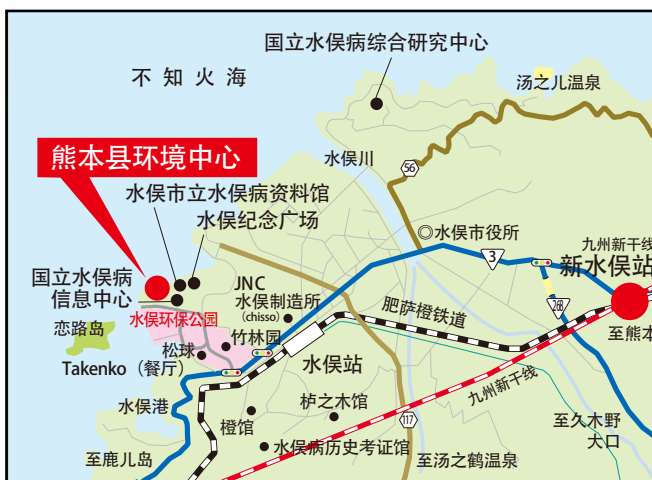 国立水俣病综合研究中心
不知火海
汤之儿温泉
熊本县环境中心
水俣川
56
水俣市立水俣病资料馆
水俣纪念广场
◎水俣市役所
3
九州新干线
新水俣站
国立水俣病
信息中心
JNC
水俣制造所
(chisso)
268
水俣环保公园
肥萨橙铁道
至熊本
恋路岛
竹林园
松球
Takenko（餐厅）
水俣站
九州新干线
水俣港
栌之木馆
橙馆
117
至久木野
大口
水俣病历史考证馆
至鹿儿岛
至汤之鹤温泉